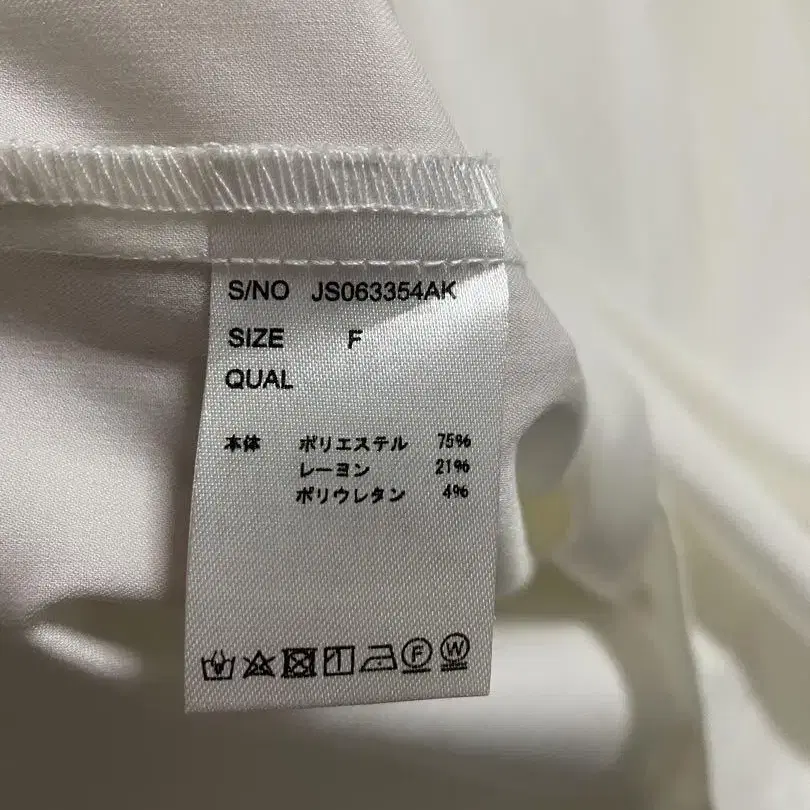 S/NO JS063354AK
SIZE F
QUAL
本体 ポリエステル 75%
レーヨン 21%
ポリウレタン 4%
F W